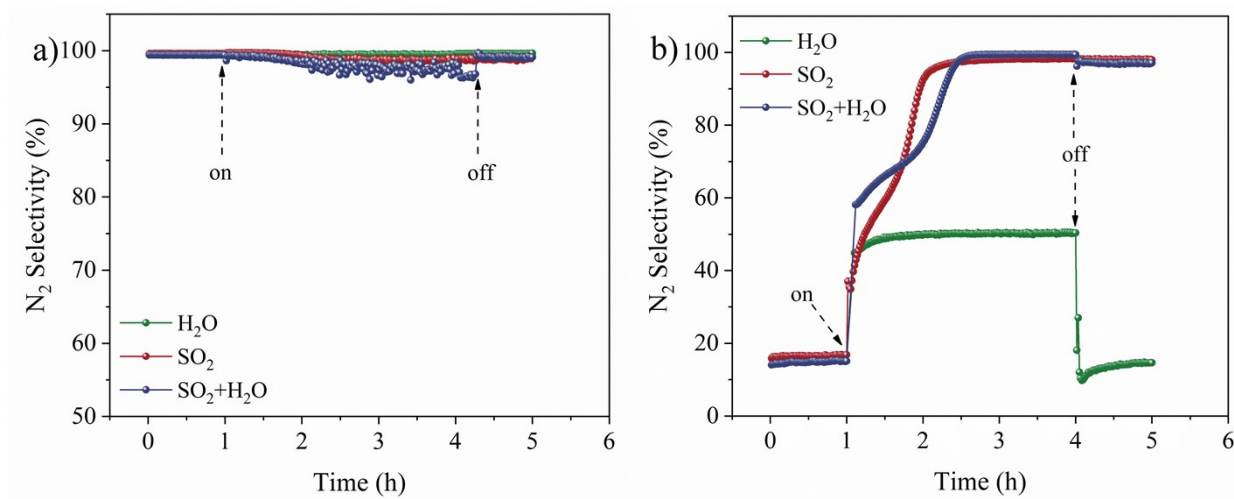 a)
N₂ Selectivity (%)
100
90
80
70
60
50
on
off
H₂O
SO₂
SO₂+H₂O
0 1 2 3 4 5 6
Time (h)
b)
N₂ Selectivity (%)
100
80
60
40
20
0
H₂O
SO₂
SO₂+H₂O
off
on
0 1 2 3 4 5 6
Time (h)